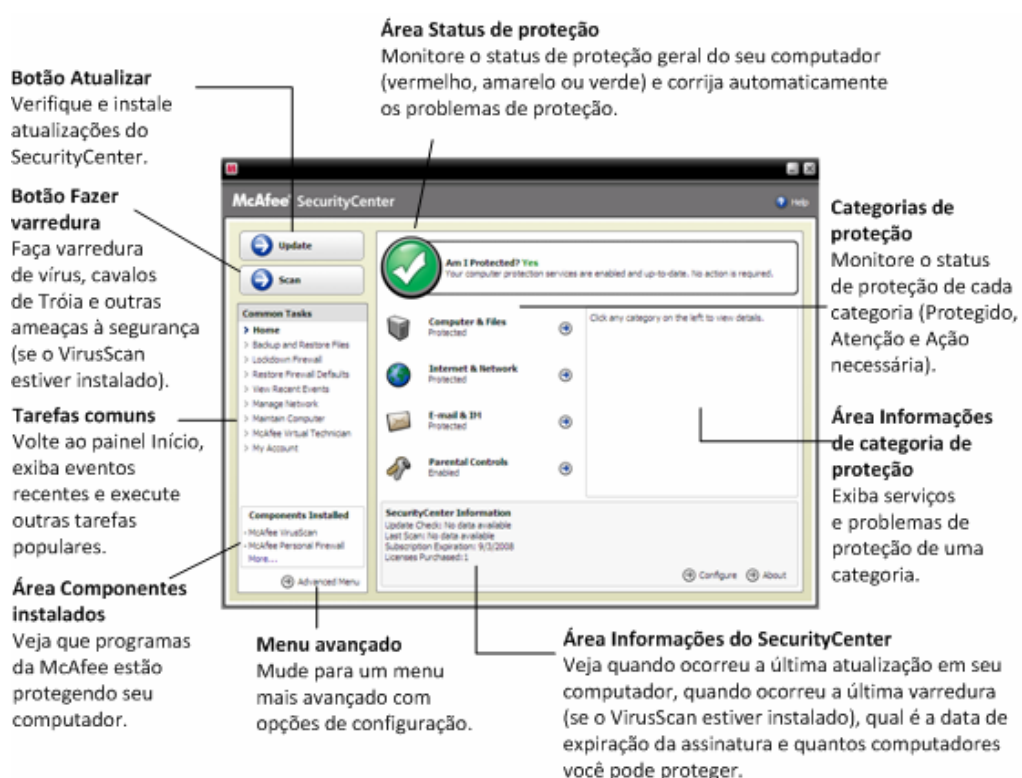 Área Status de proteção
Monitore o status de proteção geral do seu computador
(vermelho, amarelo ou verde) e corrija automaticamente
os problemas de proteção.
Botão Atualizar
Verifique e instale
atualizações do
SecurityCenter.
Botão Fazer
varredura
Faça varredura
de vírus, cavalos
de Tróia e outras
ameaças à segurança
(se o VirusScan
estiver instalado).
Tarefas comuns
Volte ao painel Início,
exiba eventos
recentes e execute
outras tarefas
populares.
Área Componentes
instalados
Veja que programas
da McAfee estão
protegendo seu
computador.
McAfee® SecurityCenter
Help
Update
Scan
Common Tasks
Home
Backup and Restore Files
Lockdown Firewall
Restore Firewall Defaults
View Recent Events
Manage Network
Maintain Computer
McAfee Virtual Technician
My Account
Components Installed
- McAfee VirusScan
- McAfee Personal Firewall
More...
Advanced Menu
Am I Protected? Yes
Your computer protection services are enabled and up-to-date. No action is required.
Computer & Files
Protected
Internet & Network
Protected
E-mail & IM
Protected
Parental Controls
Enabled
Click any category on the left to view details.
SecurityCenter Information
Update Check: No data available
Last Scan: No data available
Subscription Expiration: 9/3/2008
Licenses Purchased: 1
Configure
About
Categorias de
proteção
Monitore o status
de proteção de cada
categoria (Protegido,
Atenção e Ação
necessária).
Área Informações
de categoria de
proteção
Exiba serviços
e problemas de
proteção de uma
categoria.
Menu avançado
Mude para um menu
mais avançado com
opções de configuração.
Área Informações do SecurityCenter
Veja quando ocorreu a última atualização em seu
computador, quando ocorreu a última varredura
(se o VirusScan estiver instalado), qual é a data de
expiração da assinatura e quantos computadores
você pode proteger.